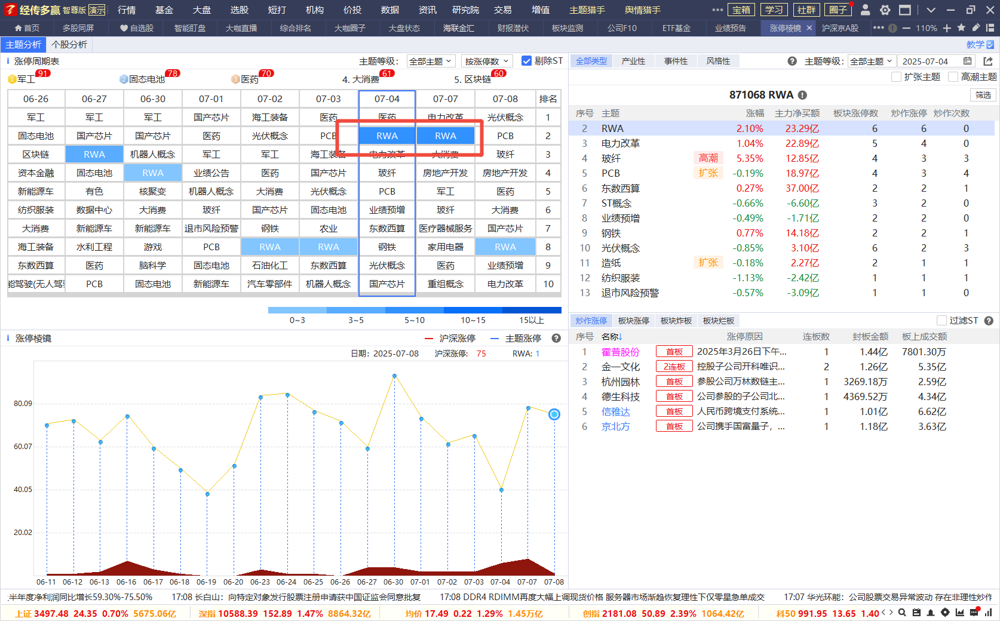 经传多赢 智尊版 演示 行情 基金 大盘 选股 短打 机构 价投 数据 资讯 研究院 交易 增值 主题猎手 舆情猎手 宝箱 学习 社群 圈子
首页 多股同屏 自选股 智能盯盘 大咖直播 综合排名 大咖圈子 大盘状态 海联金汇 财报潜伏 板块监测 公司F10 ETF基金 业绩预告 涨停棱镜 沪深京A股 110%
主题分析 个股分析 教学
涨停周期表 主题等级： 全部主题 按涨停数 剔除ST
1 军工 91 2 固态电池 78 3 医药 70 4. 大消费 61 5. 区块链 60
06-26 06-27 06-30 07-01 07-02 07-03 07-04 07-07 07-08 排名
军工 军工 军工 国产芯片 海工装备 医药 医药 电力改革 光伏概念 1
固态电池 国产芯片 国产芯片 医药 光伏概念 PCB RWA RWA PCB 2
区块链 RWA 机器人概念 军工 军工 海工装备 电力改革 大消费 玻纤 3
资本金融 固态电池 RWA 业绩公告 医药 国产芯片 玻纤 房地产开发 房地产开发 4
新能源车 有色 核聚变 机器人概念 大消费 光伏概念 PCB 军工 医药 5
纺织服装 数据中心 大消费 玻纤 国产芯片 固态电池 业绩预增 玻纤 大消费 6
大消费 新能源车 新能源车 退市风险预警 钢铁 农业 东数西算 医疗器械服务 国产芯片 7
海工装备 水利工程 游戏 PCB RWA RWA 钢铁 家用电器 RWA 8
东数西算 医药 脑科学 固态电池 石油化工 东数西算 光伏概念 医药 业绩预增 9
能驾驶(无人驾 PCB 固态电池 新能源车 汽车零部件 机器人概念 国产芯片 重组概念 电力改革 10
0~3 3~5 5~10 10~15 15以上
涨停棱镜 沪深涨停 主题涨停
日期：2025-07-08 沪深涨停： 75 RWA: 1
80.09
60.07
40.05
20.02
06-11 06-12 06-13 06-16 06-17 06-18 06-19 06-20 06-23 06-24 06-25 06-26 06-27 06-30 07-01 07-02 07-03 07-04 07-07 07-08
全部类型 产业性 事件性 风格性 主题等级： 全部主题 2025-07-04
扩张主题 高潮主题
871068 RWA 筛选
序号 主题 涨幅 主力净买额 板块涨停数 炒作涨停 炒作次数
2 RWA 2.10% 23.29亿 6 6 0
3 电力改革 1.04% 22.89亿 5 4 0
4 玻纤 高潮 5.35% 12.85亿 4 3 3
5 PCB 扩张 -0.19% 18.97亿 4 3 4
6 东数西算 0.27% 37.00亿 2 2 1
7 ST概念 -0.66% -6.60亿 3 2 0
8 业绩预增 -0.49% -1.71亿 2 2 0
9 钢铁 0.77% 14.18亿 2 2 1
10 光伏概念 -0.85% 3.10亿 6 2 3
11 造纸 扩张 -0.18% 2.27亿 2 1 1
12 纺织服装 -1.13% -2.42亿 1 1 1
13 退市风险预警 -0.57% -3.09亿 1 1 0
炒作涨停 板块涨停 板块炸板 板块烂板 过滤ST
序号 名称↓ 涨停原因 连板数 封板金额 板上成交额
1 霍普股份 首板 2025年3月26日下午... 1 1.44亿 7801.30万
2 金一文化 2连板 控股子公司开科唯识... 2 1.26亿 5.35亿
3 杭州园林 首板 参股公司万林数链主... 1 3269.18万 2.59亿
4 德生科技 首板 公司参股的子公司北... 1 4369.52万 4.34亿
5 信雅达 首板 人民币跨境支付系统... 1 1.01亿 6.62亿
6 京北方 首板 公司携手国富量子，... 1 1.18亿 3.63亿
半年度净利润同比增长59.30%-75.50% 17:08 长白山：向特定对象发行股票注册申请获中国证监会同意批复 17:08 DDR4 RDIMM再度大幅上调现货价格 服务器市场渐趋恢复理性下仅零星急单成交 17:07 华光环能：公司股票交易异常波动 存在非理性炒作
上证 3497.48 24.35 0.70% 5675.06亿 深指 10588.39 152.89 1.47% 8864.32亿 均价 17.49 0.22 1.29% 1.45万亿 创指 2181.08 50.89 2.39% 1064.42亿 科50 991.95 13.65 1.40